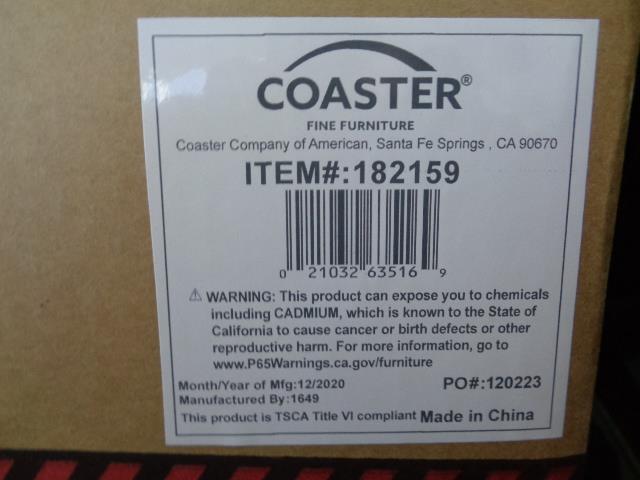 COASTER®
FINE FURNITURE
Coaster Company of American, Santa Fe Springs , CA 90670
ITEM#:182159
0 21032 63516 9
⚠ WARNING: This product can expose you to chemicals
including CADMIUM, which is known to the State of
California to cause cancer or birth defects or other
reproductive harm. For more information, go to
www.P65Warnings.ca.gov/furniture
Month/Year of Mfg:12/2020 PO#:120223
Manufactured By:1649
This product is TSCA Title VI compliant Made in China